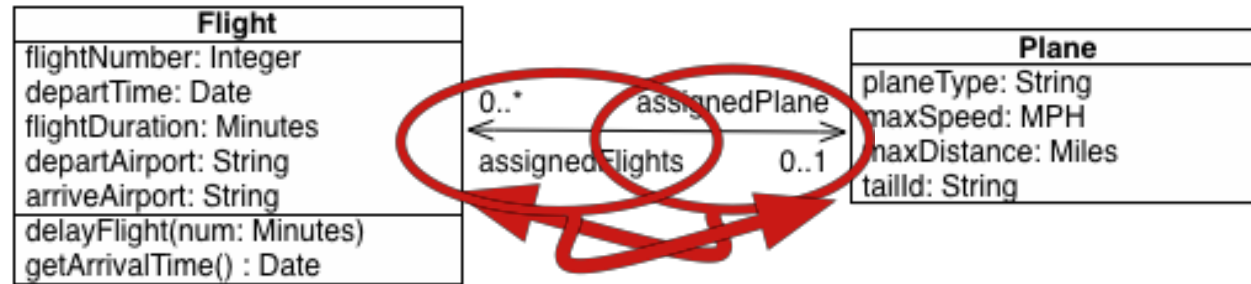 Flight
flightNumber: Integer
departTime: Date
flightDuration: Minutes
departAirport: String
arriveAirport: String
delayFlight(num: Minutes)
getArrivalTime() : Date
0..*
assignedPlane
assignedFlights
0..1
Plane
planeType: String
maxSpeed: MPH
maxDistance: Miles
tailId: String